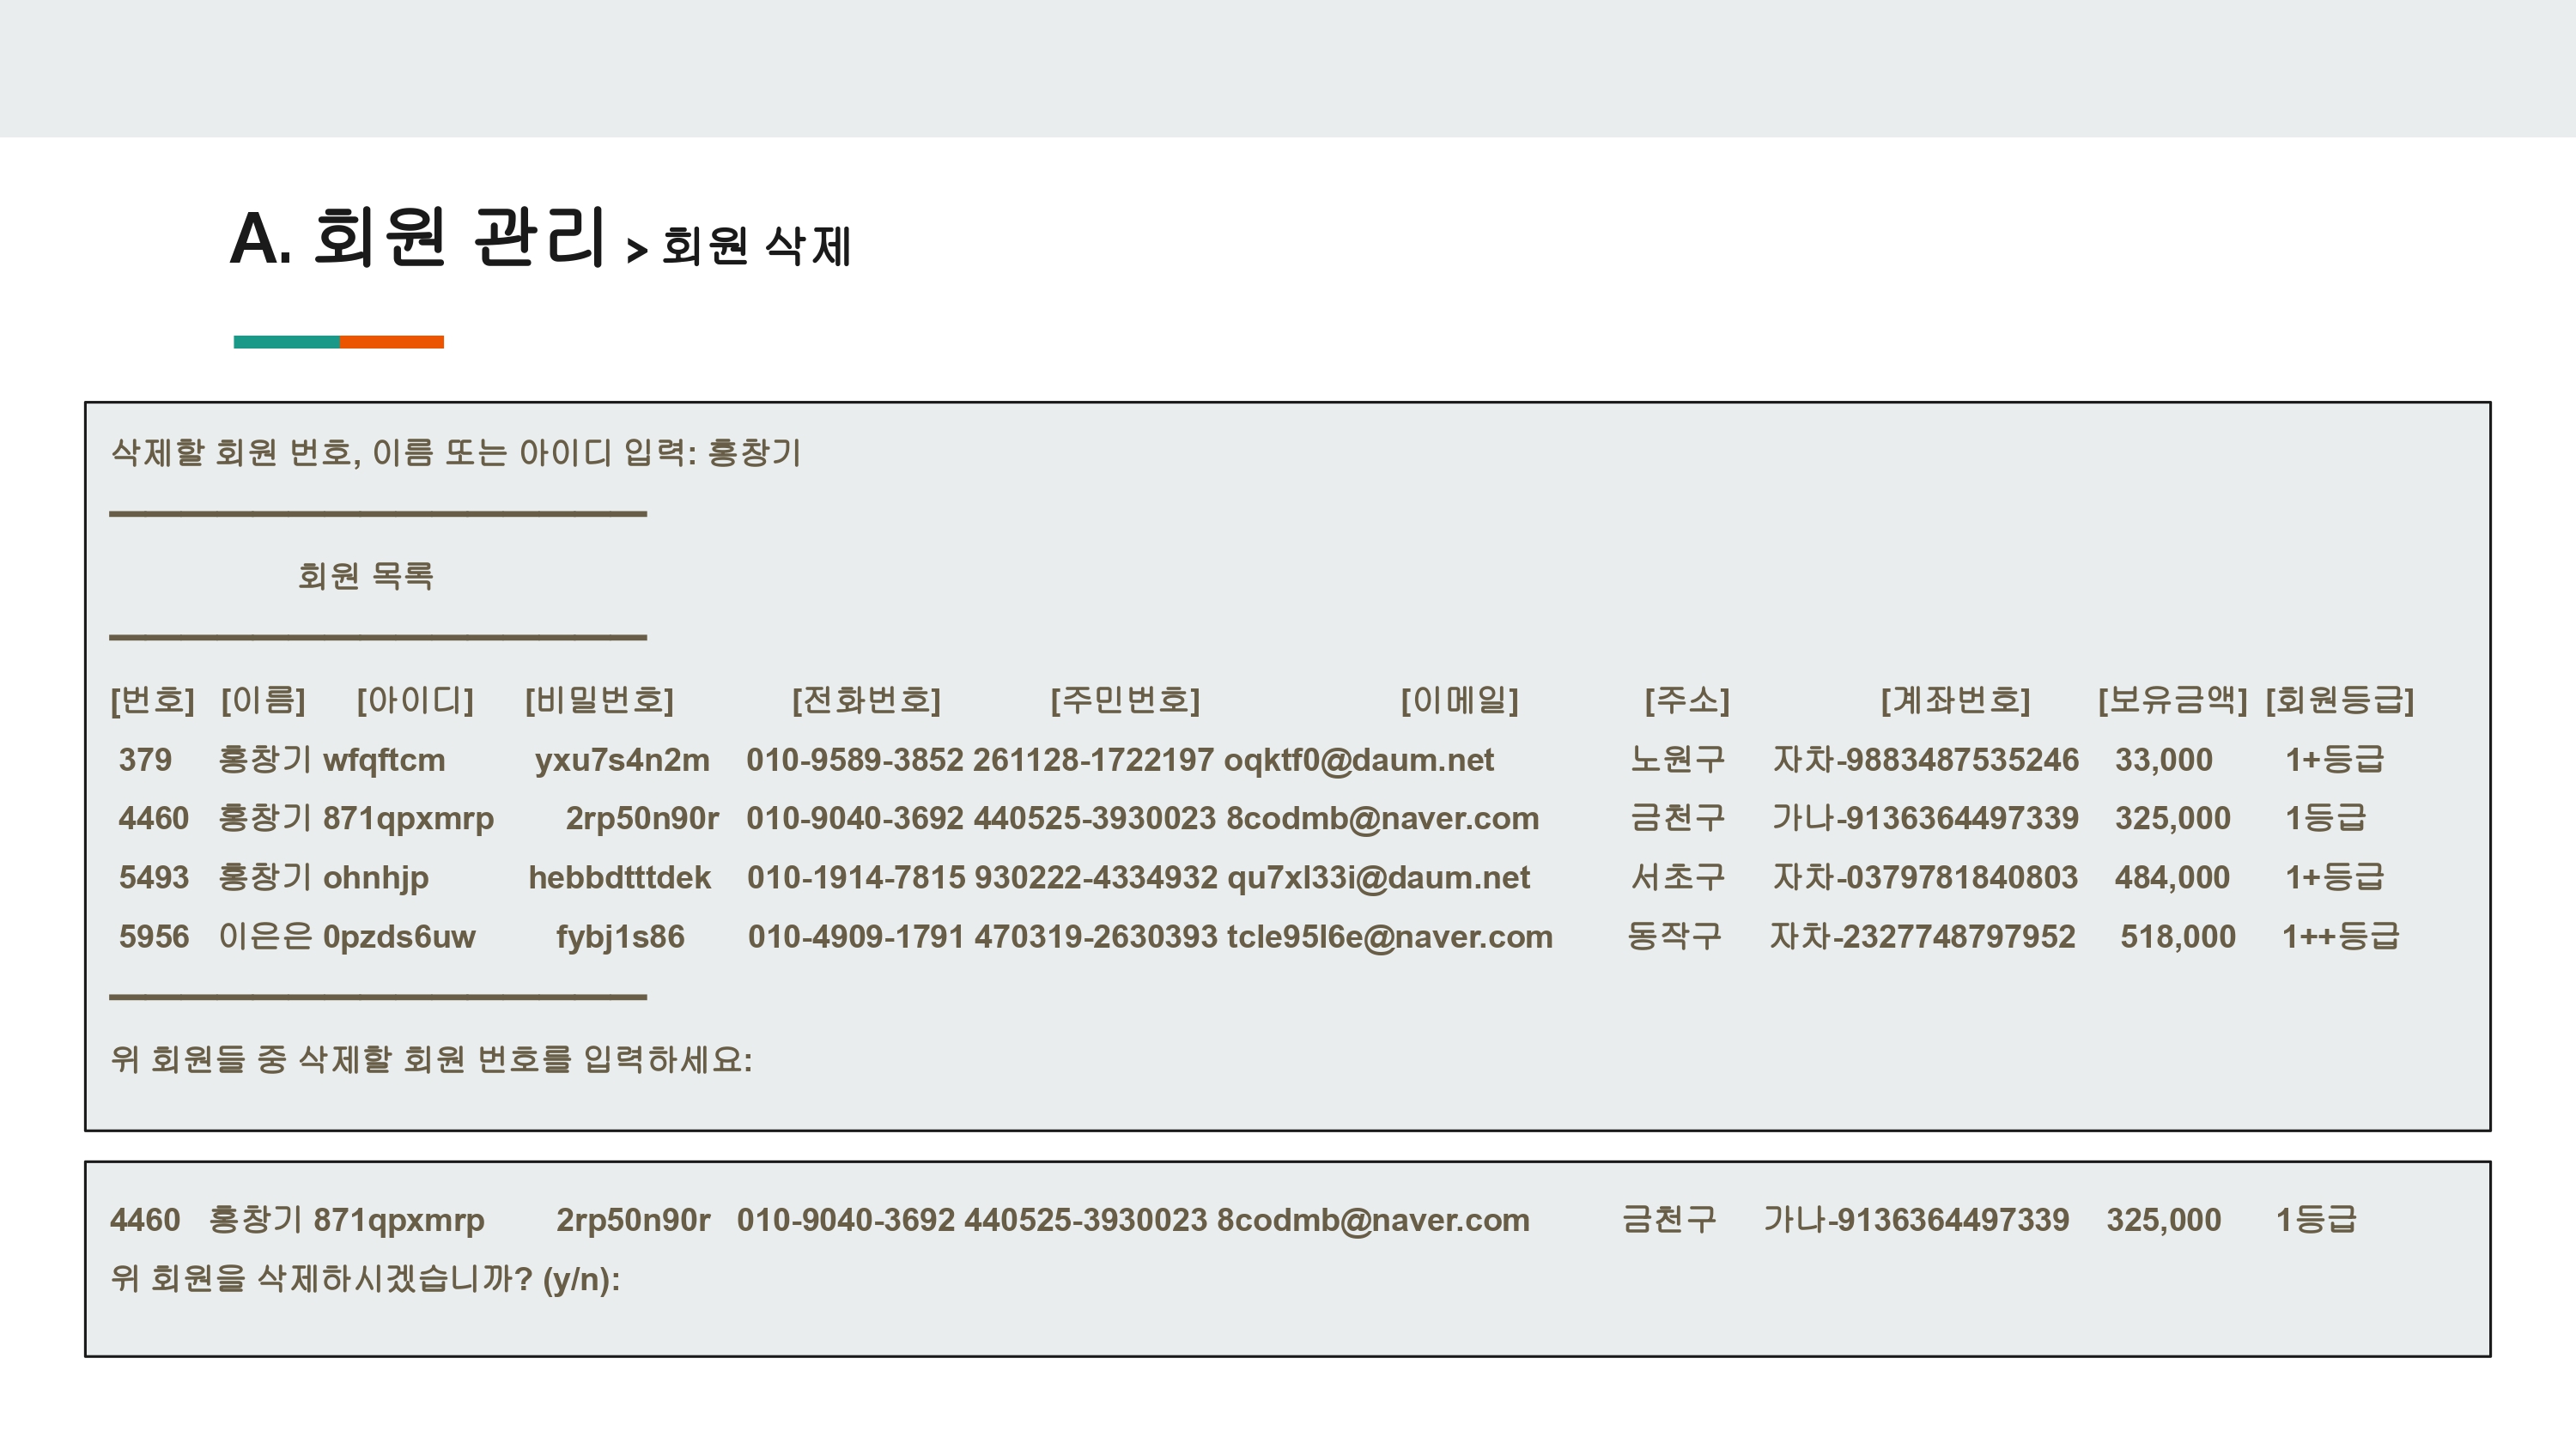 A. 회원 관리 > 회원 삭제
삭제할 회원 번호, 이름 또는 아이디 입력: 홍창기
회원 목록
[번호] [이름] [아이디] [비밀번호] [전화번호] [주민번호] [이메일] [주소] [계좌번호] [보유금액] [회원등급]
379 홍창기 wfqftcm yxu7s4n2m 010-9589-3852 261128-1722197 oqktf0@daum.net 노원구 자차-9883487535246 33,000 1+등급
4460 홍창기 871qpxmrp 2rp50n90r 010-9040-3692 440525-3930023 8codmb@naver.com 금천구 가나-9136364497339 325,000 1등급
5493 홍창기 ohnhjp hebbdtttdek 010-1914-7815 930222-4334932 qu7xl33i@daum.net 서초구 자차-0379781840803 484,000 1+등급
5956 이은은 0pzds6uw fybj1s86 010-4909-1791 470319-2630393 tcle95l6e@naver.com 동작구 자차-2327748797952 518,000 1++등급
위 회원들 중 삭제할 회원 번호를 입력하세요:
4460 홍창기 871qpxmrp 2rp50n90r 010-9040-3692 440525-3930023 8codmb@naver.com 금천구 가나-9136364497339 325,000 1등급
위 회원을 삭제하시겠습니까? (y/n):